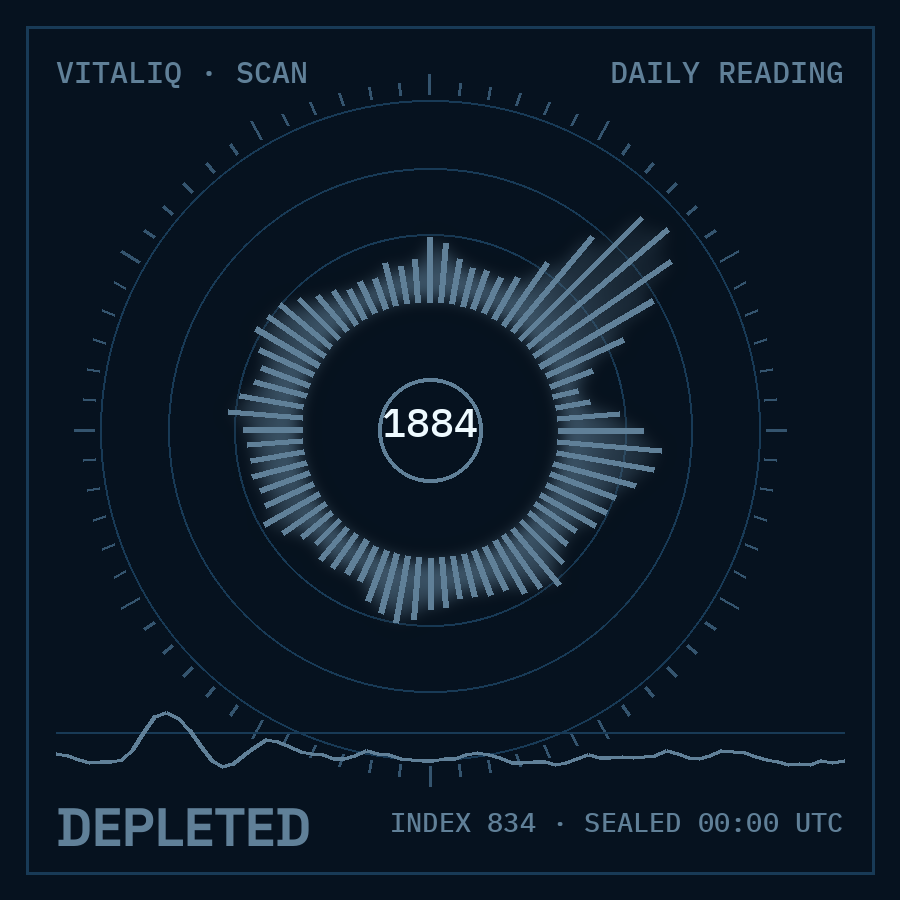 VITALIQ · SCAN
DAILY READING
1884
DEPLETED
INDEX 834 · SEALED 00:00 UTC